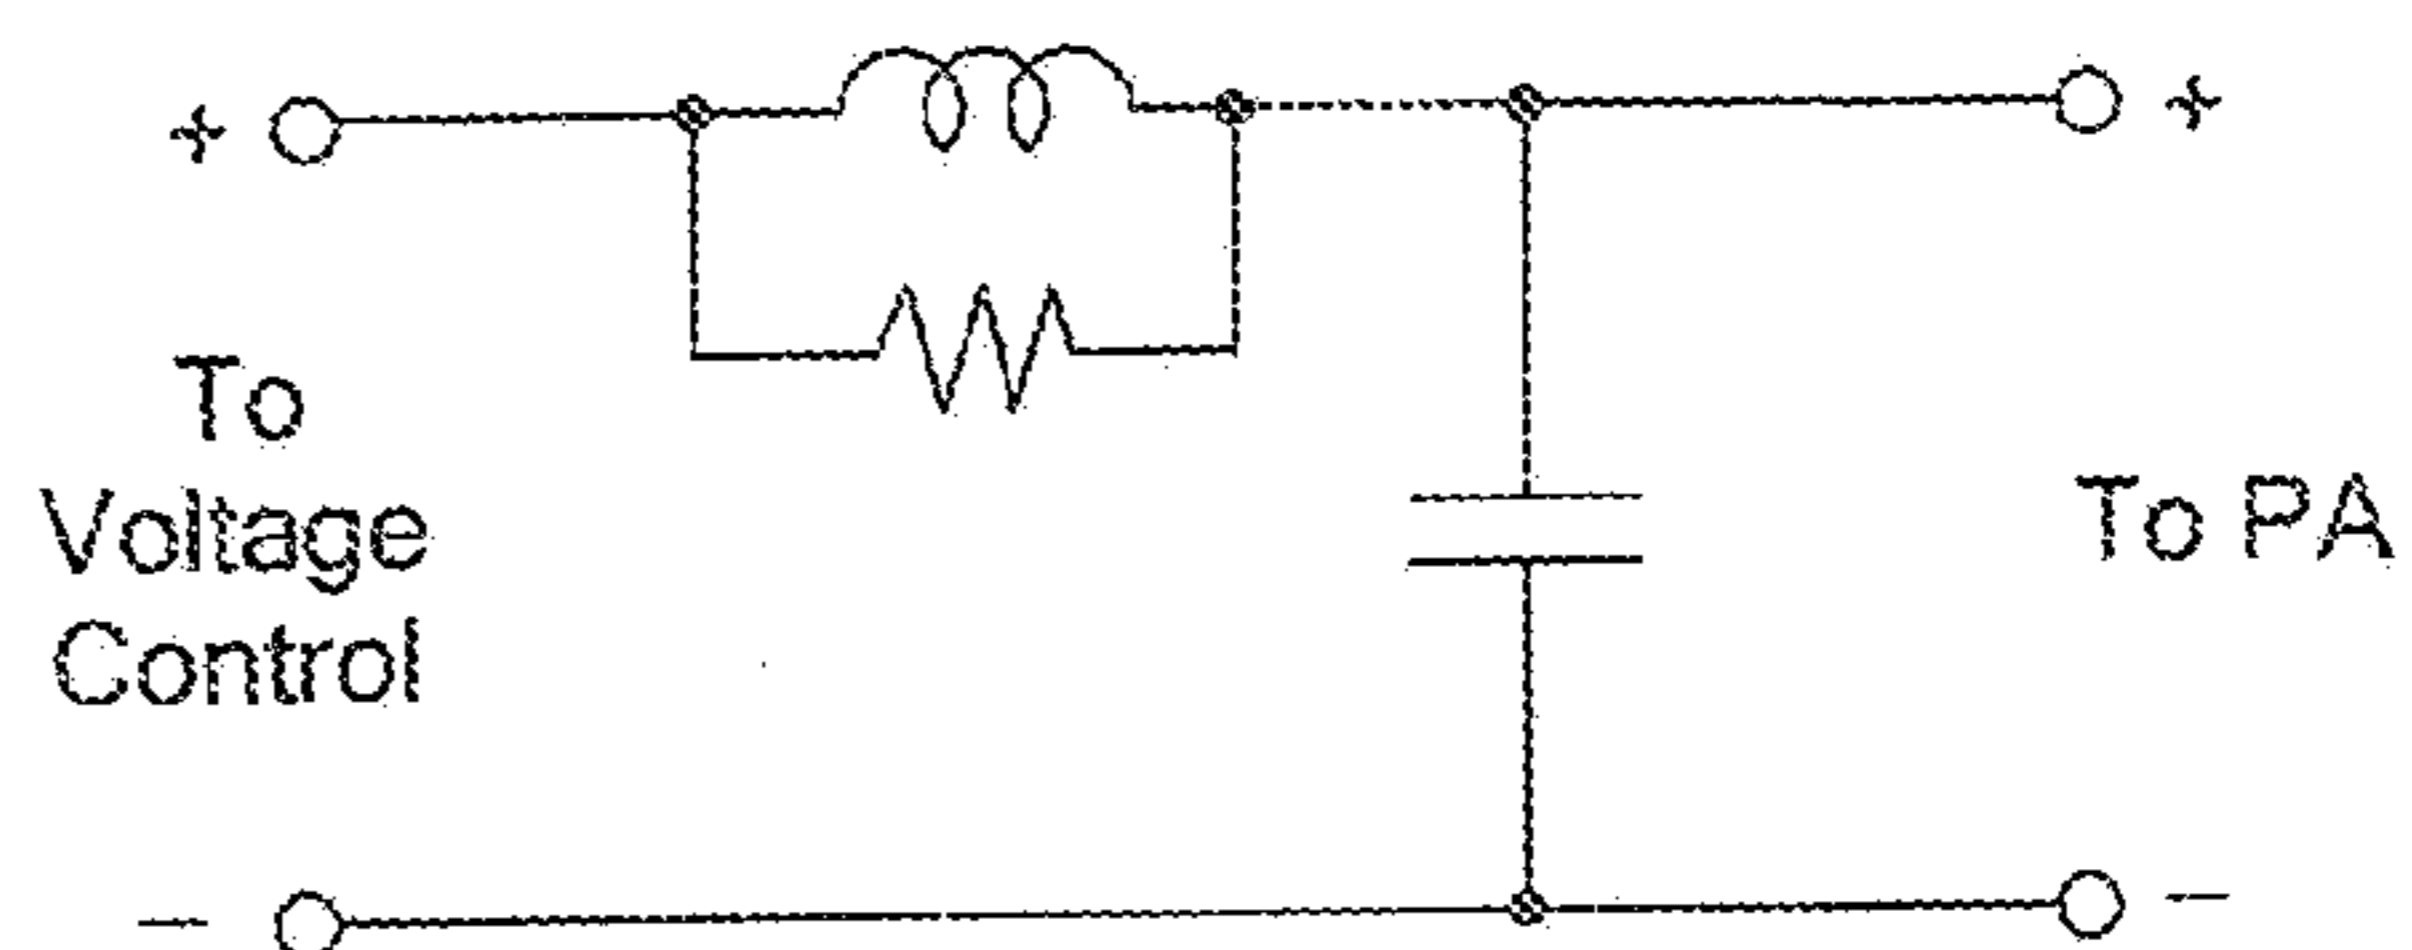 +
+
To
Voltage
Control
To PA
−
−